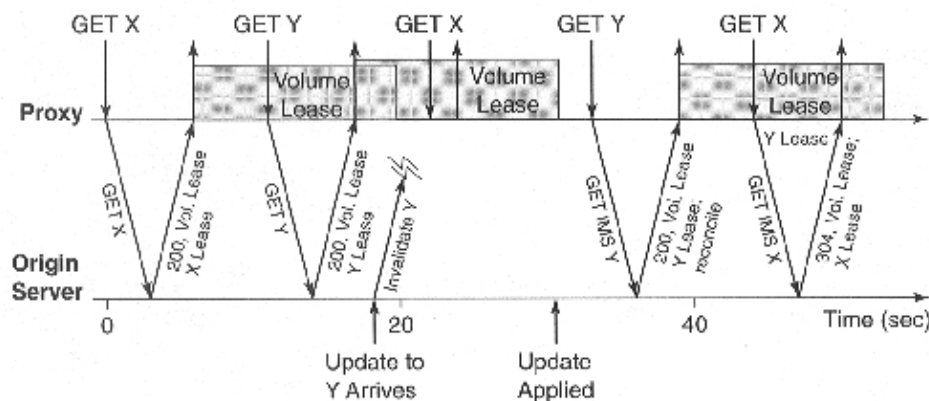 GET X
GET Y
GET X
GET Y
GET X
Volume
Lease
Volume
Lease
Volume
Lease
Proxy
Y Lease
GET X
200, Vol. Lease
X Lease
GET Y
200, Vol. Lease
Y Lease
Invalidate Y
GET IMS Y
200, Vol. Lease
Y Lease;
reconcile
GET IMS X
304, Vol. Lease;
X Lease
Origin
Server
0
20
40
Time (sec)
Update to
Y Arrives
Update
Applied